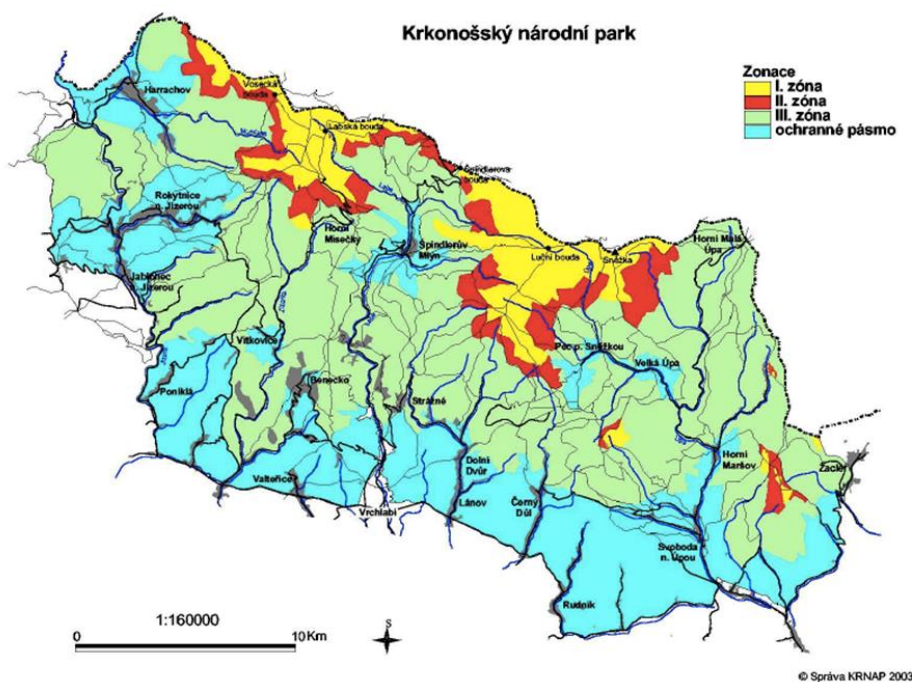 Krkonošský národní park
Zonace
I. zóna
II. zóna
III. zóna
ochranné pásmo
Harrachov
Vosecká
bouda
Labská bouda
Špindlerova
bouda
Rokytnice
n. Jizerou
Horní
Mísečky
Špindlerův
Mlýn
Luční bouda
Sněžka
Horní Malá
Úpa
Jablonec
n. Jizerou
Vítkovice
Pec p. Sněžkou
Velká Úpa
Poniklá
Benecko
Strážné
Dolní
Dvůr
Horní
Maršov
Žacléř
Valteřice
Vrchlabí
Lánov
Černý
Důl
Svoboda
n. Úpou
Rudník
1:160000
0
10 Km
S
© Správa KRNAP 2003